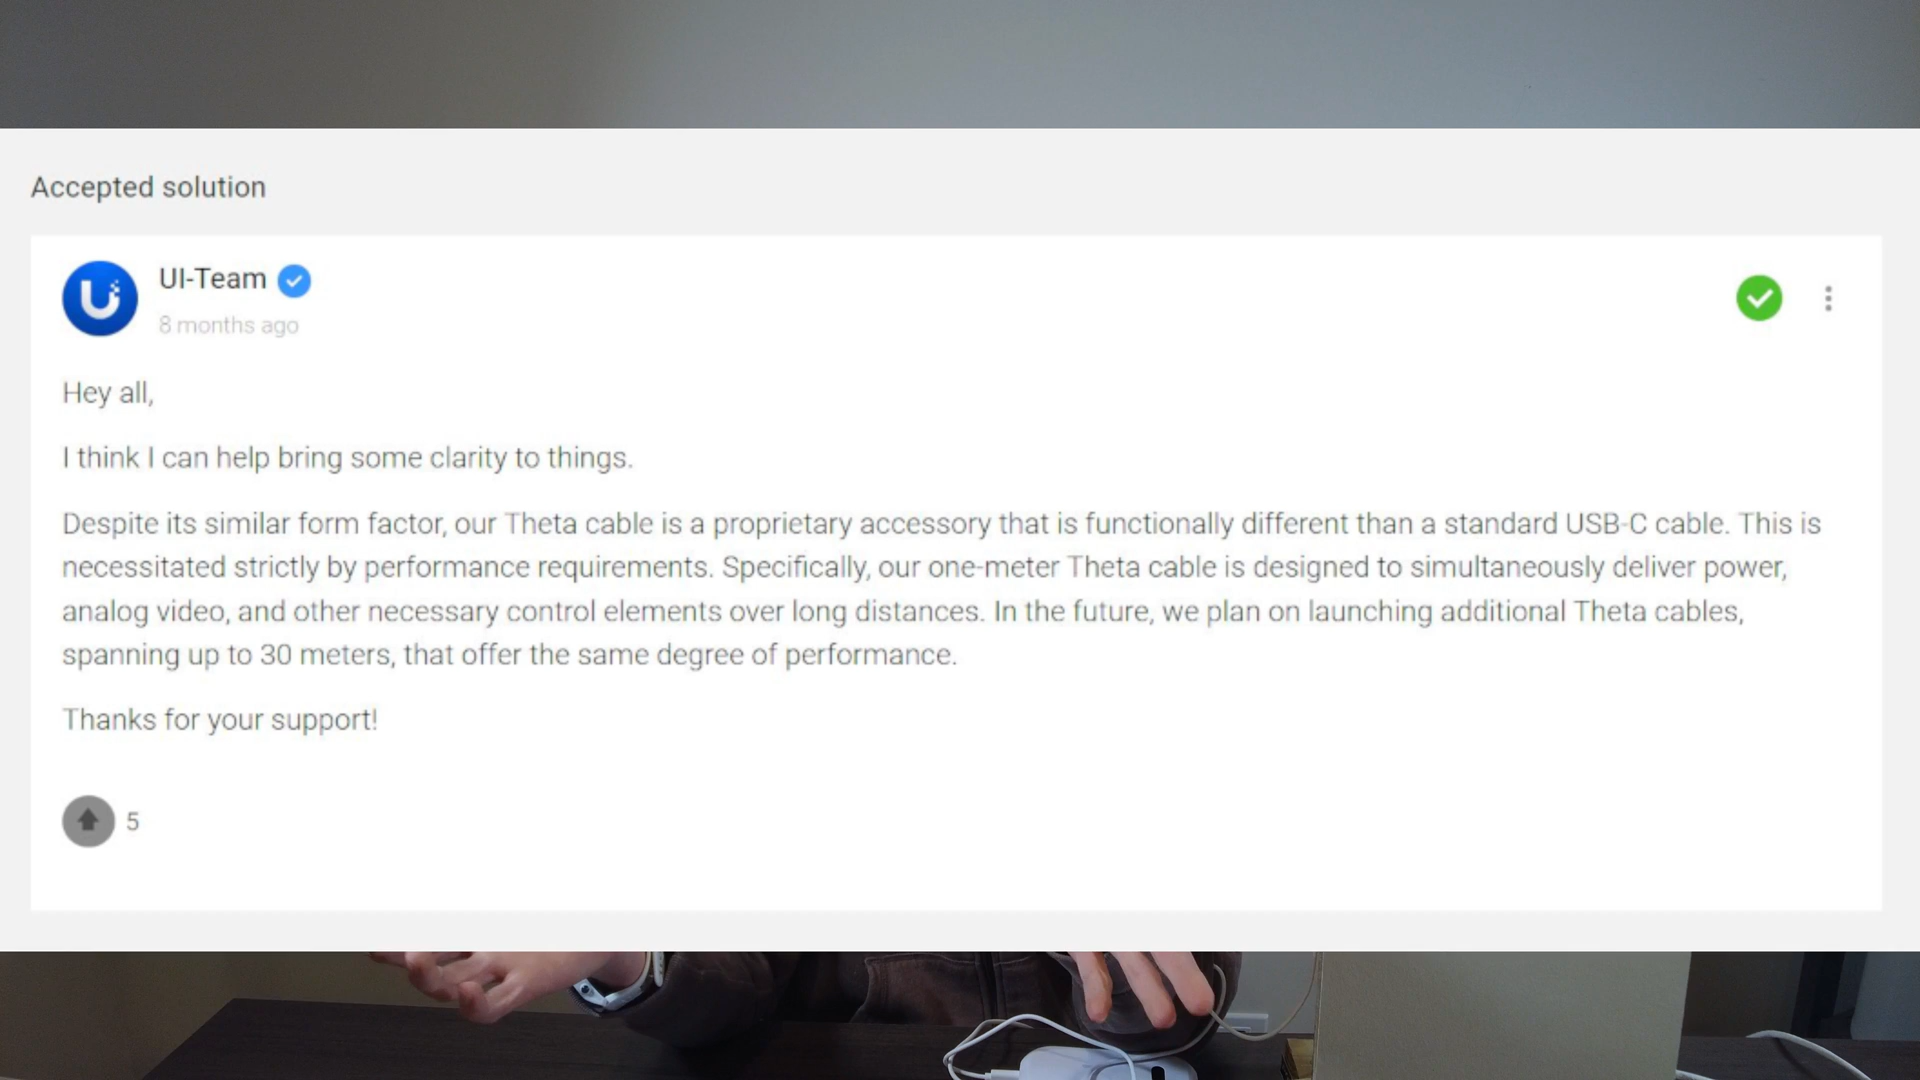 Accepted solution
UI-Team
8 months ago
Hey all,
I think I can help bring some clarity to things.
Despite its similar form factor, our Theta cable is a proprietary accessory that is functionally different than a standard USB-C cable. This is
necessitated strictly by performance requirements. Specifically, our one-meter Theta cable is designed to simultaneously deliver power,
analog video, and other necessary control elements over long distances. In the future, we plan on launching additional Theta cables,
spanning up to 30 meters, that offer the same degree of performance.
Thanks for your support!
5